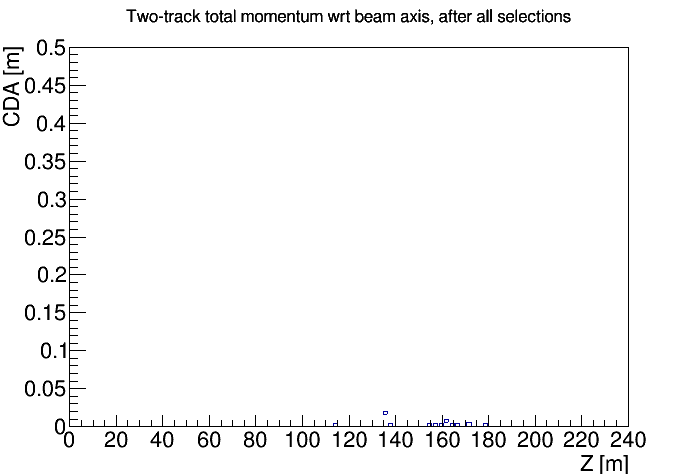 Two-track total momentum wrt beam axis, after all selections
CDA [m]
0.5
0.45
0.4
0.35
0.3
0.25
0.2
0.15
0.1
0.05
0
0 20 40 60 80 100 120 140 160 180 200 220 240
Z [m]